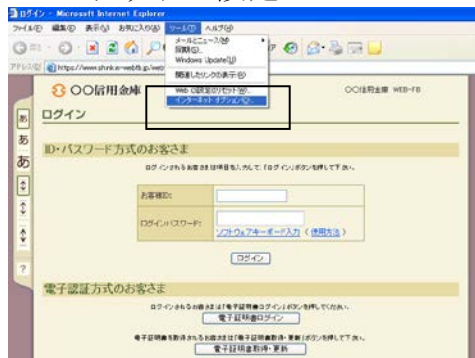 ログイン - Microsoft Internet Explorer
ファイル(F) 編集(E) 表示(V) お気に入り(A) ツール(T) ヘルプ(H)
メールとニュース(M)
同期(S)...
Windows Update(U)
関連したリンクの表示(R)
Web の設定のリセット(W)...
インターネット オプション(O)...
アドレス(D)
〇〇信用金庫
〇〇信用金庫 WEB-FB
あ
あ
あ
?
ログイン
ID・パスワード方式のお客さま
ログインされるお客さまは項目を入力して、「ログイン」ボタンを押して下さい。
お客様ID:
ログインパスワード:
ソフトウェアキーボード入力 (使用方法)
ログイン
電子認証方式のお客さま
ログインされるお客さまは「電子証明書ログイン」ボタンを押してください。
電子証明書ログイン
電子証明書を取得されるお客さまは「電子証明書取得・更新」ボタンを押して下さい。
電子証明書取得・更新